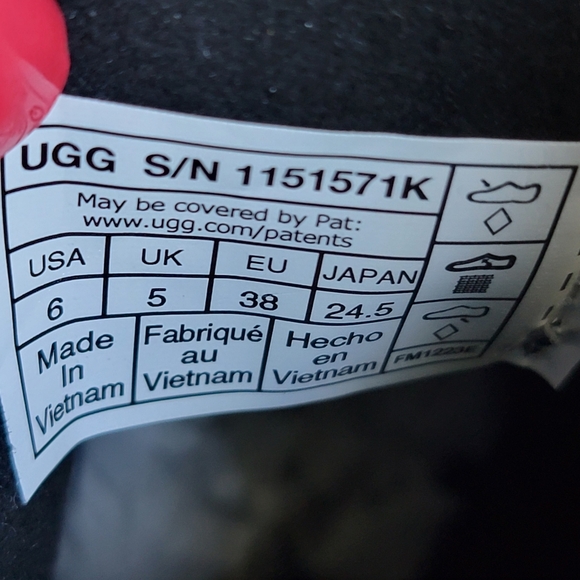 UGG S/N 1151571K
May be covered by Pat:
www.ugg.com/patents
USA UK EU JAPAN
6 5 38 24.5
Made
In
Vietnam
Fabriqué
au
Vietnam
Hecho
en
Vietnam